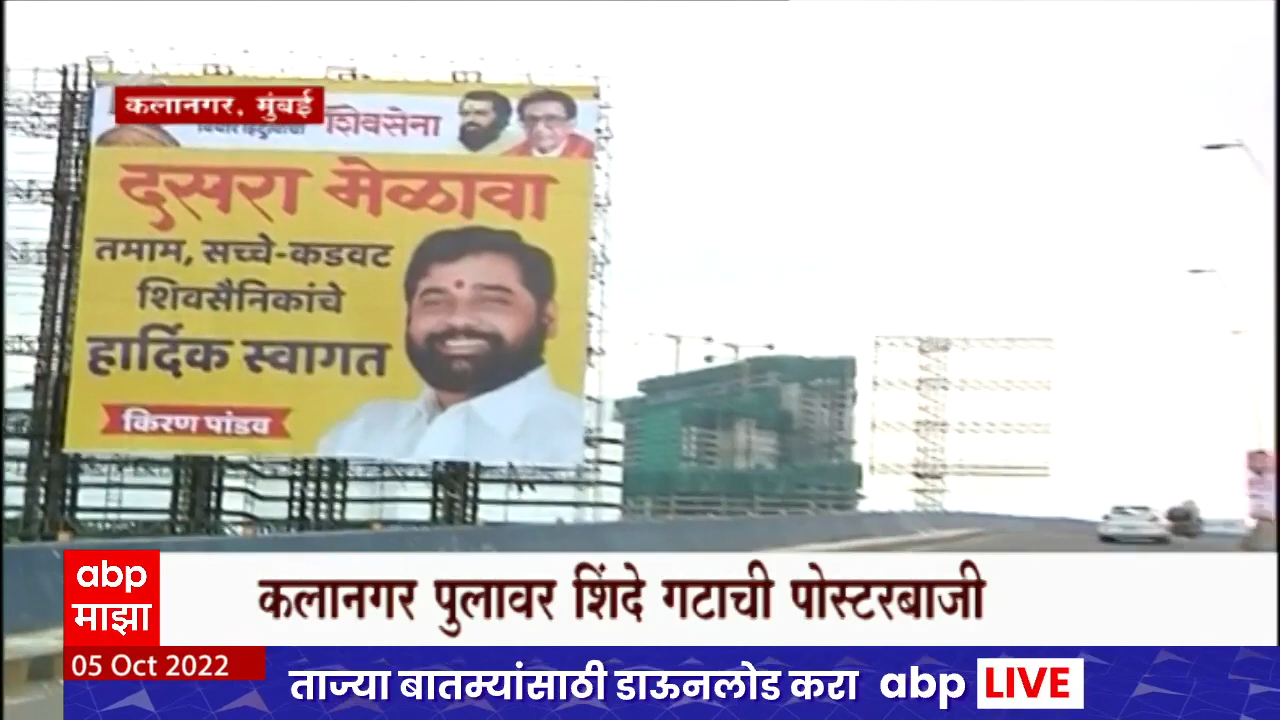 कलानगर, मुंबई
शिवसेना
दसरा मेळावा
तमाम, सच्चे-कडवट
शिवसैनिकांचे
हार्दिक स्वागत
किरण पांडव
abp
माझा
कलानगर पुलावर शिंदे गटाची पोस्टरबाजी
05 Oct 2022
ताज्या बातम्यांसाठी डाऊनलोड करा abp LIVE